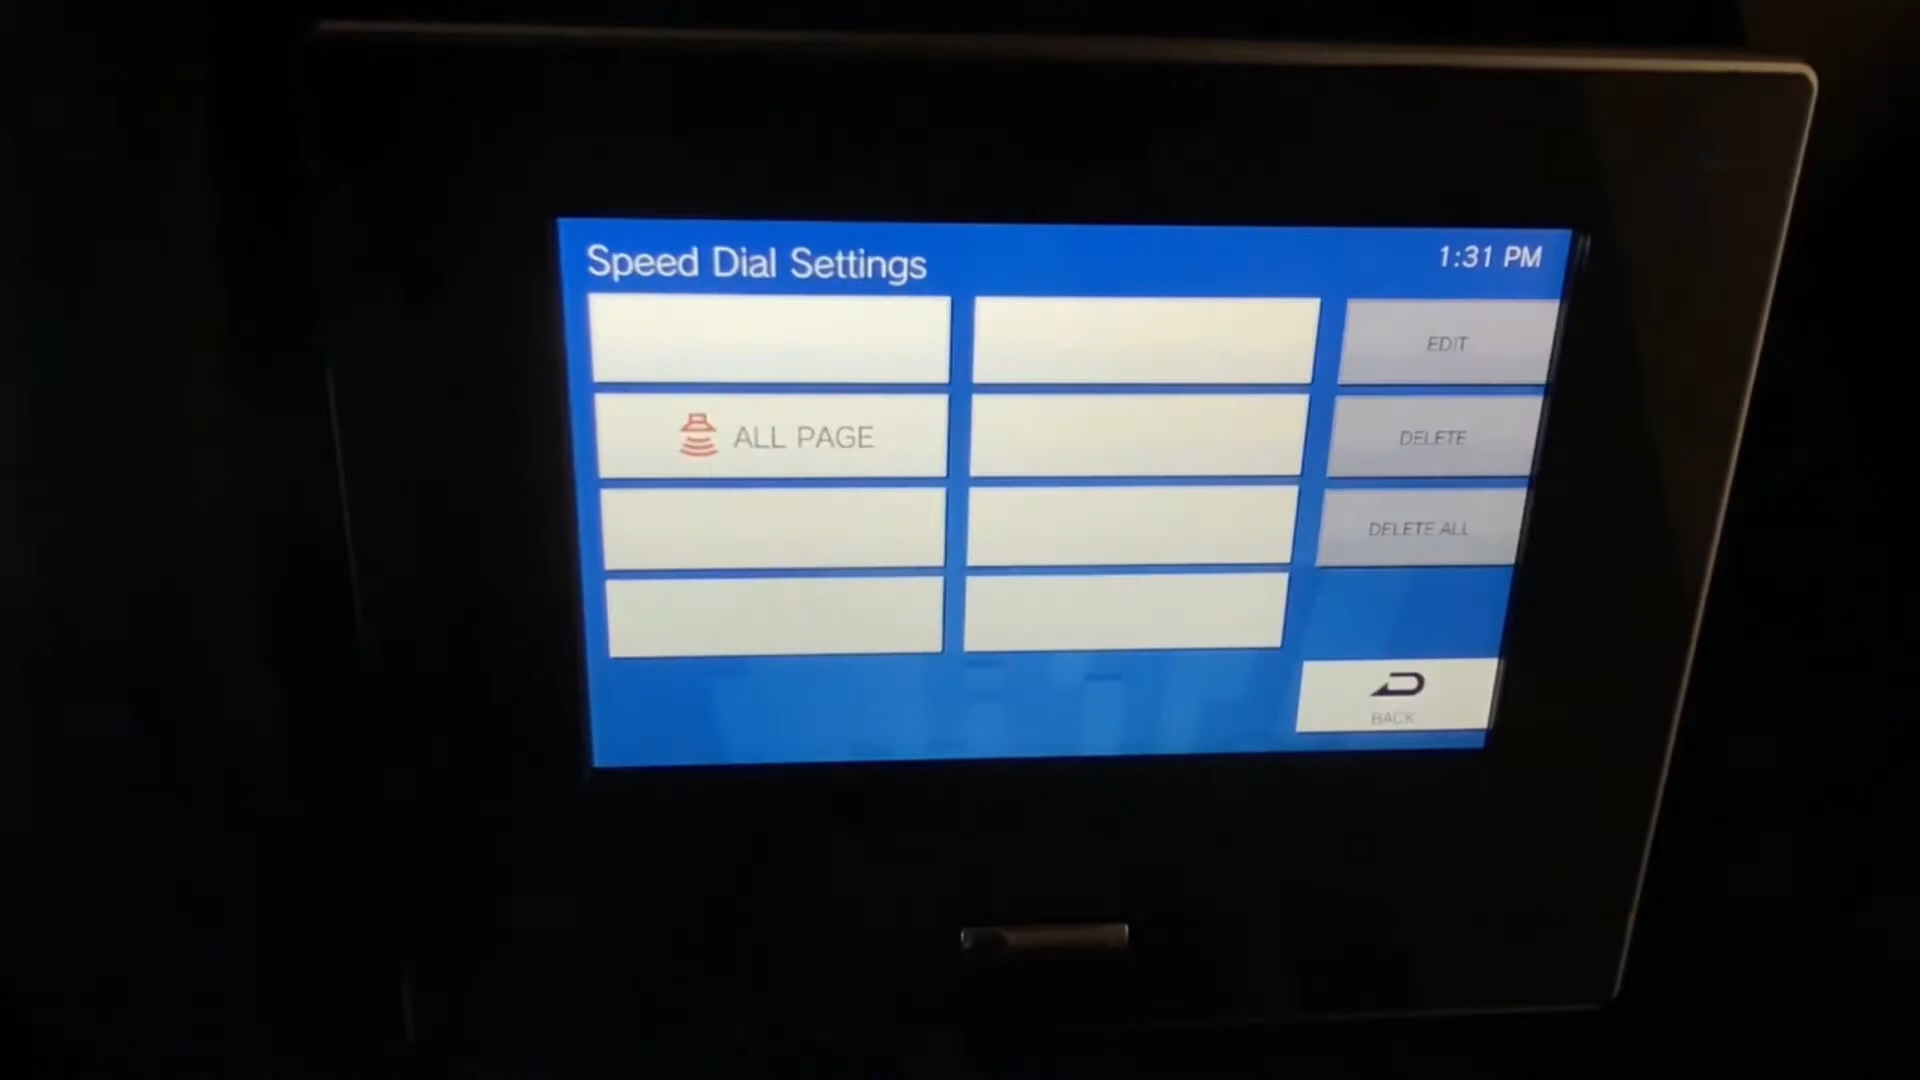 Speed Dial Settings
1:31 PM
EDIT
ALL PAGE
DELETE
DELETE ALL
BACK